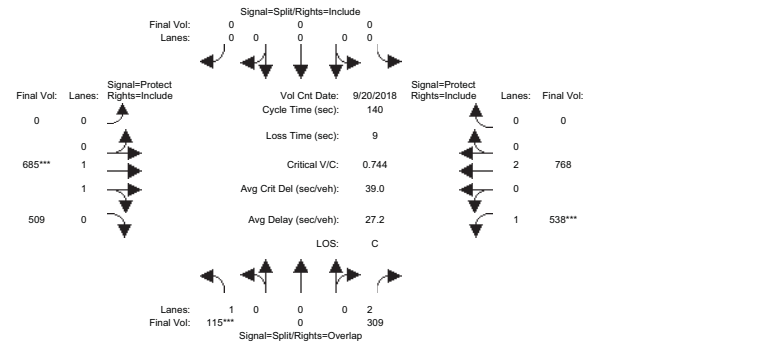 Signal=Split/Rights=Include
Final Vol: 0 0 0
Lanes: 0 0 0 0 0
Signal=Protect Signal=Protect
Final Vol: Lanes: Rights=Include Vol Cnt Date: 9/20/2018 Rights=Include Lanes: Final Vol:
Cycle Time (sec): 140
0 0 0 0
Loss Time (sec): 9
0 0
685*** 1 Critical V/C: 0.744 2 768
1 Avg Crit Del (sec/veh): 39.0 0
509 0 Avg Delay (sec/veh): 27.2 1 538***
LOS: C
Lanes: 1 0 0 0 2
Final Vol: 115*** 0 309
Signal=Split/Rights=Overlap